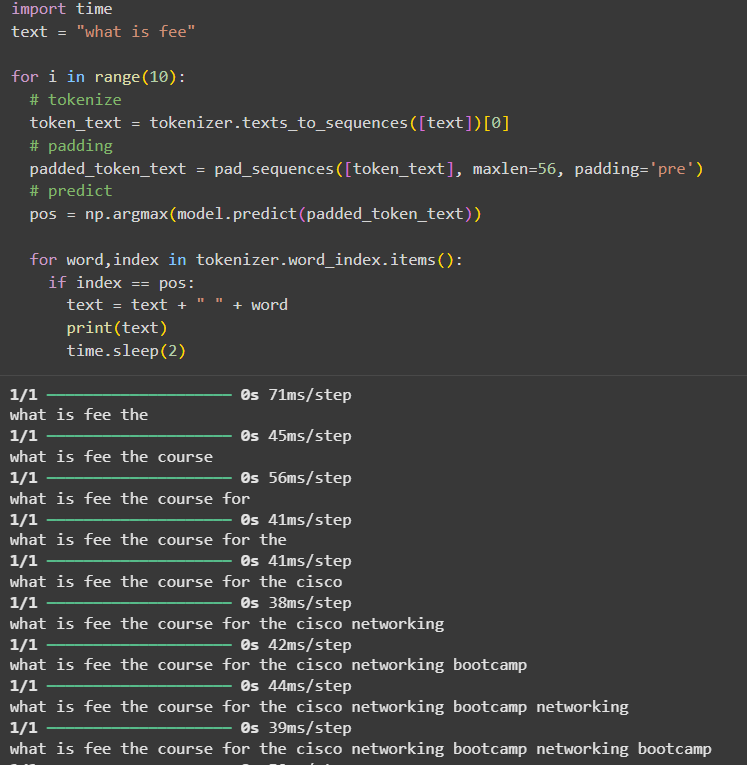 import time
text = "what is fee"

for i in range(10):
  # tokenize
  token_text = tokenizer.texts_to_sequences([text])[0]
  # padding
  padded_token_text = pad_sequences([token_text], maxlen=56, padding='pre')
  # predict
  pos = np.argmax(model.predict(padded_token_text))

  for word,index in tokenizer.word_index.items():
    if index == pos:
      text = text + " " + word
      print(text)
      time.sleep(2)
1/1 ━━━━━━━━━━━━━━━━━━━━ 0s 71ms/step
what is fee the
1/1 ━━━━━━━━━━━━━━━━━━━━ 0s 45ms/step
what is fee the course
1/1 ━━━━━━━━━━━━━━━━━━━━ 0s 56ms/step
what is fee the course for
1/1 ━━━━━━━━━━━━━━━━━━━━ 0s 41ms/step
what is fee the course for the
1/1 ━━━━━━━━━━━━━━━━━━━━ 0s 41ms/step
what is fee the course for the cisco
1/1 ━━━━━━━━━━━━━━━━━━━━ 0s 38ms/step
what is fee the course for the cisco networking
1/1 ━━━━━━━━━━━━━━━━━━━━ 0s 42ms/step
what is fee the course for the cisco networking bootcamp
1/1 ━━━━━━━━━━━━━━━━━━━━ 0s 44ms/step
what is fee the course for the cisco networking bootcamp networking
1/1 ━━━━━━━━━━━━━━━━━━━━ 0s 39ms/step
what is fee the course for the cisco networking bootcamp networking bootcamp